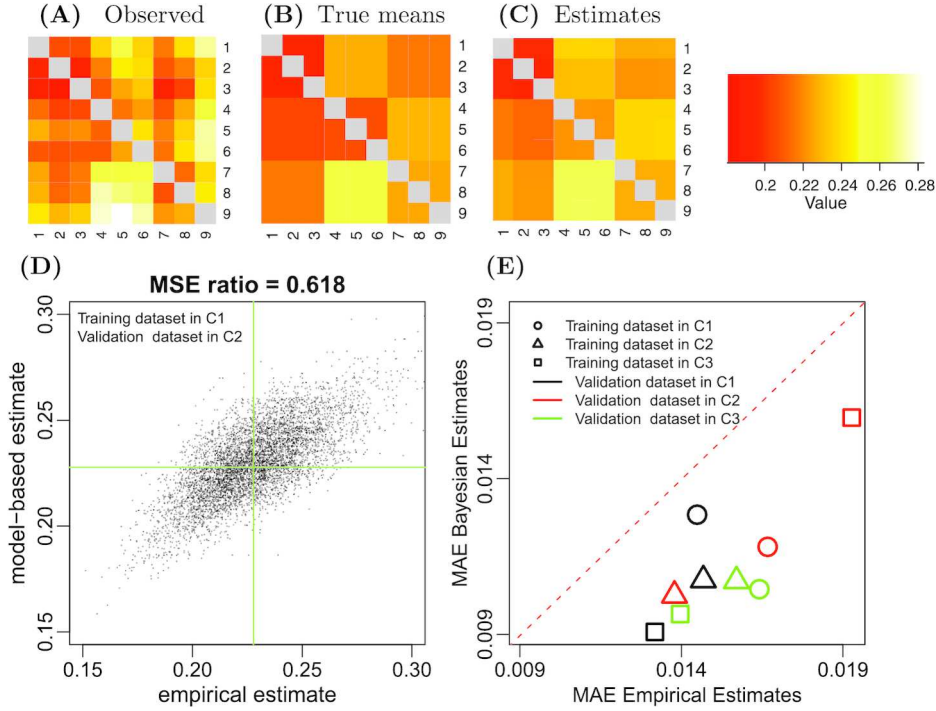 (A) Observed
(B) True means
(C) Estimates
1
2
3
4
5
6
7
8
9
1 2 3 4 5 6 7 8 9
1
2
3
4
5
6
7
8
9
1 2 3 4 5 6 7 8 9
1
2
3
4
5
6
7
8
9
1 2 3 4 5 6 7 8 9
0.2 0.22 0.24 0.26 0.28
Value
(D)
MSE ratio = 0.618
Training dataset in C1
Validation dataset in C2
model−based estimate
0.30
0.25
0.20
0.15
0.15 0.20 0.25 0.30
empirical estimate
(E)
Training dataset in C1
Training dataset in C2
Training dataset in C3
Validation dataset in C1
Validation dataset in C2
Validation dataset in C3
MAE Bayesian Estimates
0.019
0.014
0.009
0.009 0.014 0.019
MAE Empirical Estimates